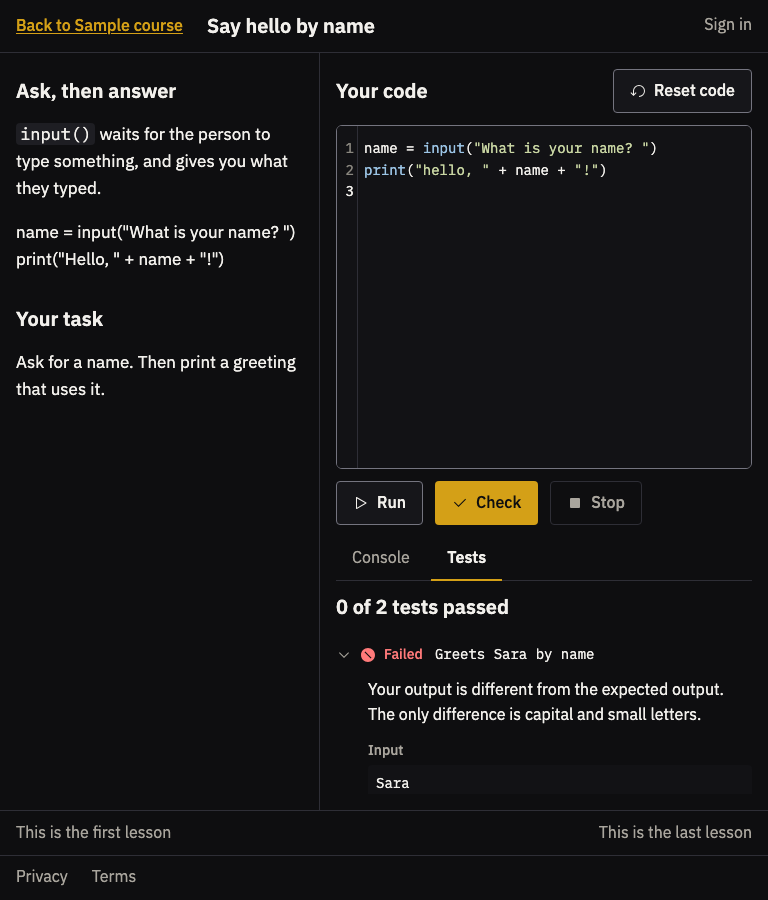 Back to Sample course
Say hello by name
Sign in
Ask, then answer
input() waits for the person to
type something, and gives you what
they typed.
name = input("What is your name? ")
print("Hello, " + name + "!")
Your task
Ask for a name. Then print a greeting
that uses it.
Your code
Reset code
1 name = input("What is your name? ")
2 print("hello, " + name + "!")
3
Run
Check
Stop
Console
Tests
0 of 2 tests passed
Failed Greets Sara by name
Your output is different from the expected output.
The only difference is capital and small letters.
Input
Sara
This is the first lesson
This is the last lesson
Privacy
Terms